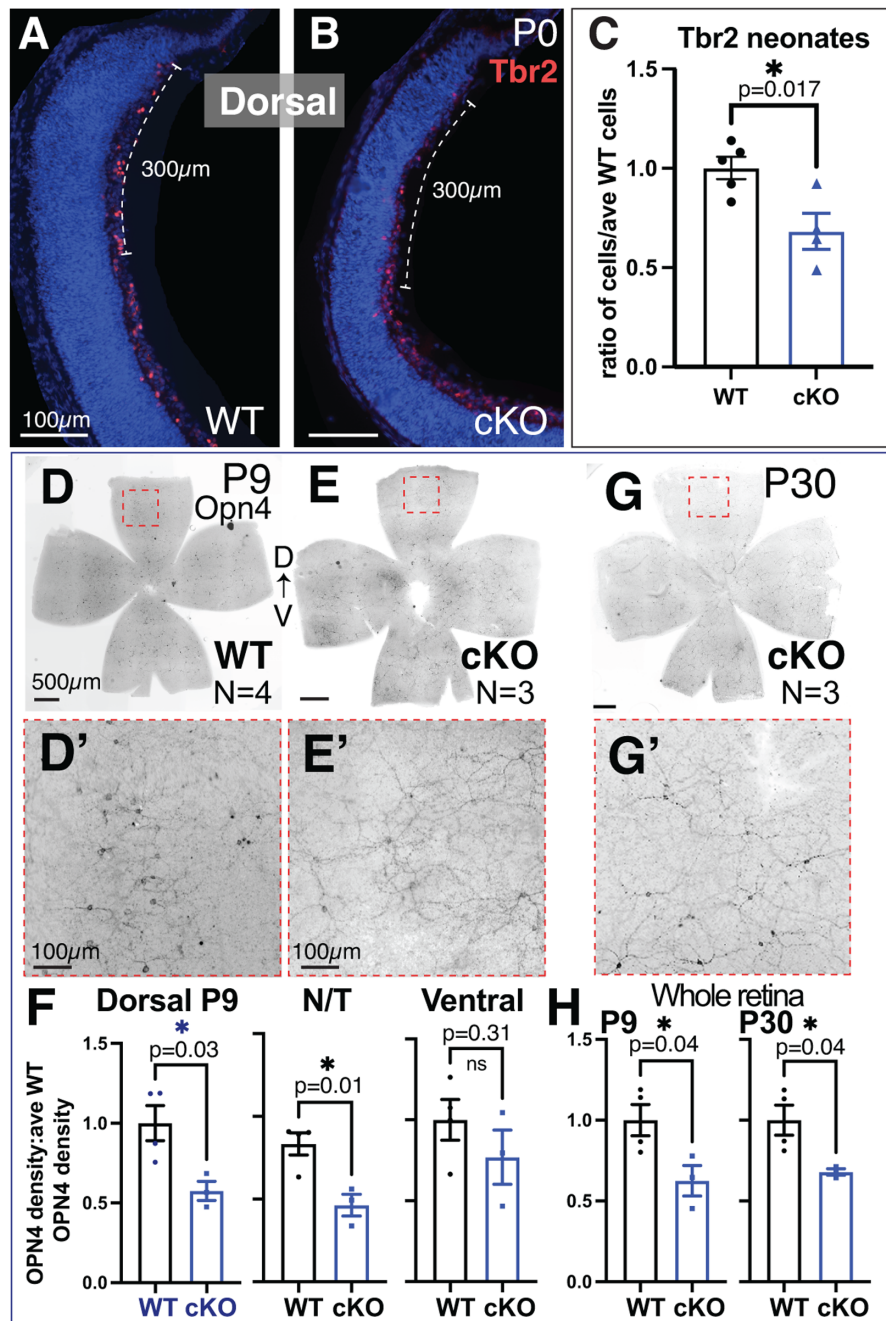 A
B
P0
Tbr2
Dorsal
300µm
300µm
100µm
WT
cKO
C
Tbr2 neonates
*
p=0.017
ratio of cells/ave WT cells
1.5
1.0
0.5
0.0
WT
cKO
D
P9
Opn4
WT
500µm
N=4
D
↑
V
E
cKO
N=3
G
P30
cKO
N=3
D'
100µm
E'
100µm
G'
F
Dorsal P9
N/T
Ventral
OPN4 density:ave WT
OPN4 density
1.5
1.0
0.5
0.0
*
p=0.03
WT cKO
*
p=0.01
WT cKO
p=0.31
ns
WT cKO
H
Whole retina
P9 *
p=0.04
1.5
1.0
0.5
0.0
WT cKO
P30 *
p=0.04
WT cKO